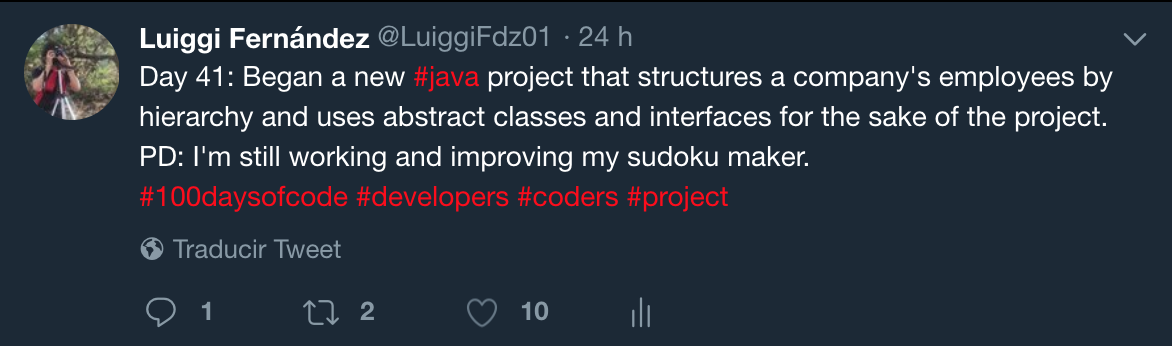 Luiggi Fernández @LuiggiFdz01 · 24 h
Day 41: Began a new #java project that structures a company's employees by
hierarchy and uses abstract classes and interfaces for the sake of the project.
PD: I'm still working and improving my sudoku maker.
#100daysofcode #developers #coders #project
Traducir Tweet
1 2 10